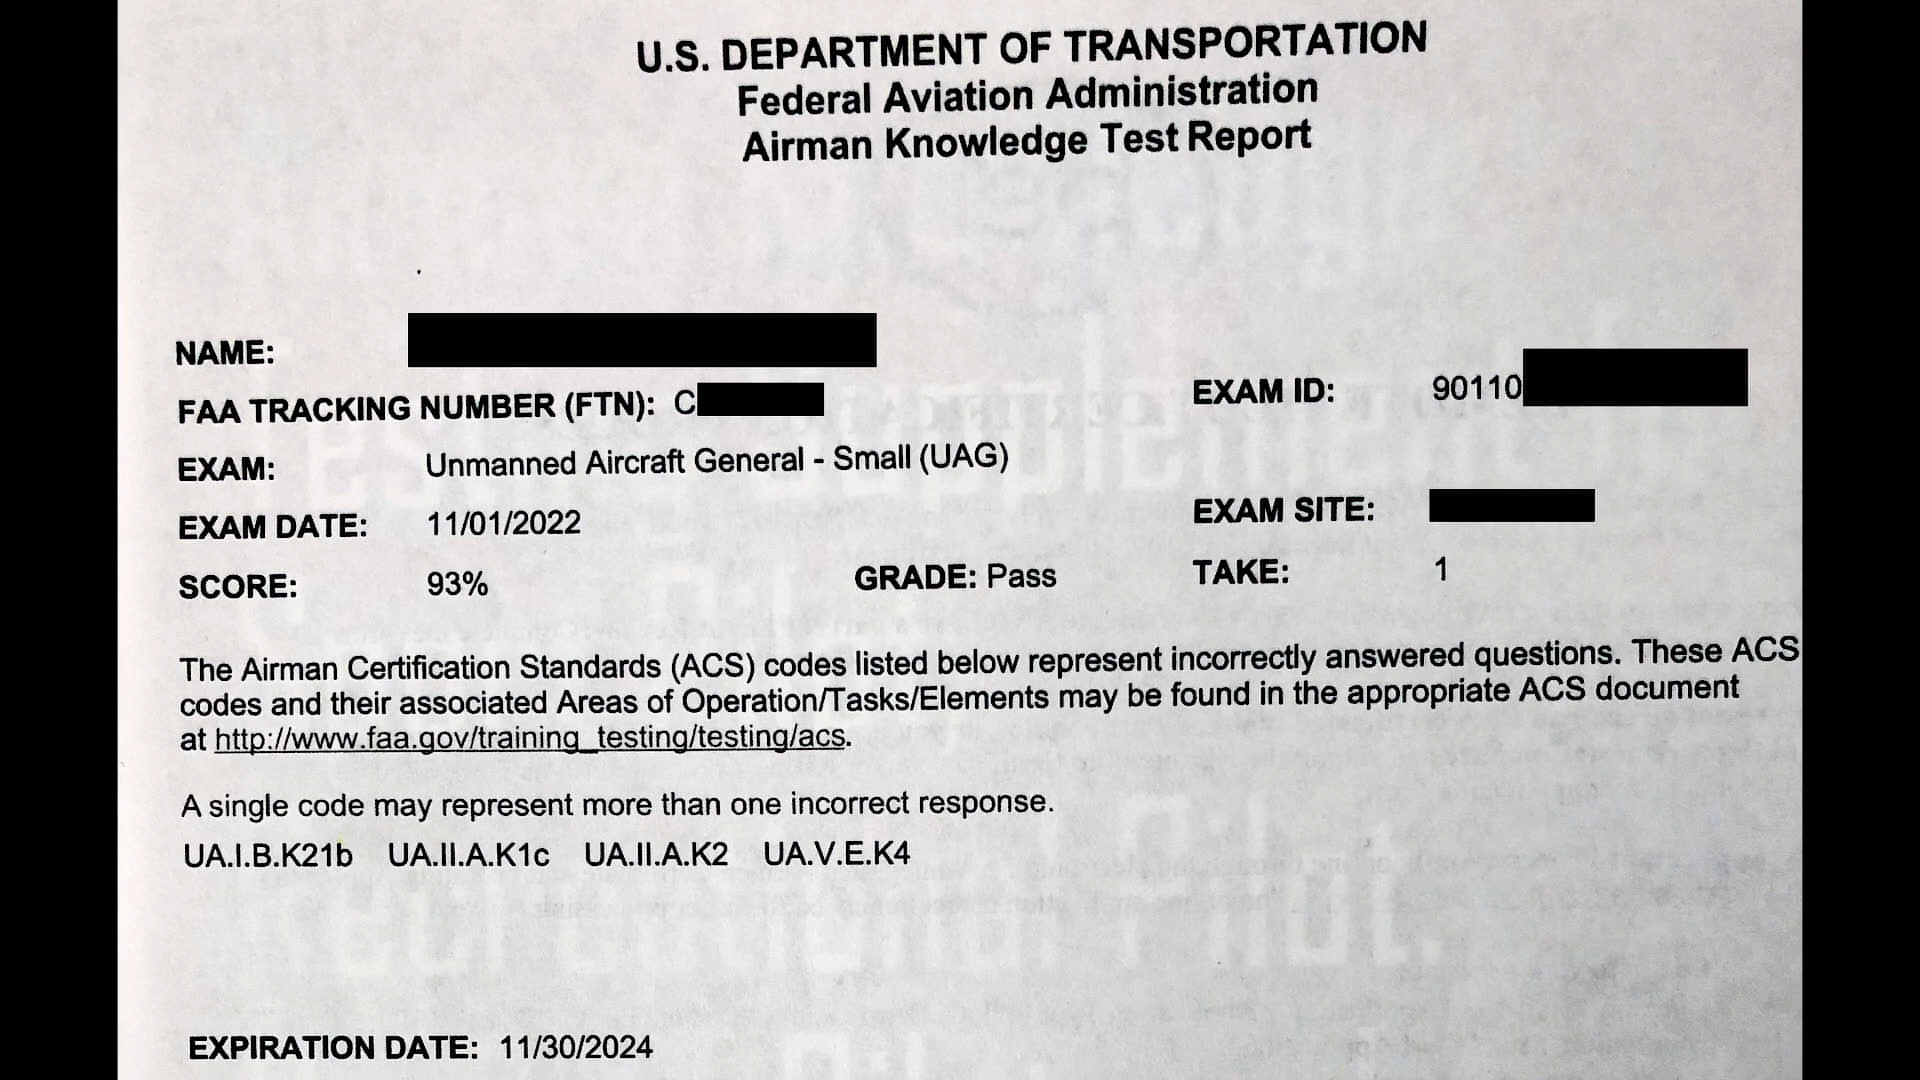 U.S. DEPARTMENT OF TRANSPORTATION
Federal Aviation Administration
Airman Knowledge Test Report
NAME:
FAA TRACKING NUMBER (FTN): C
EXAM ID: 90110
EXAM: Unmanned Aircraft General - Small (UAG)
EXAM DATE: 11/01/2022
EXAM SITE:
SCORE: 93% GRADE: Pass TAKE: 1
The Airman Certification Standards (ACS) codes listed below represent incorrectly answered questions. These ACS
codes and their associated Areas of Operation/Tasks/Elements may be found in the appropriate ACS document
at http://www.faa.gov/training_testing/testing/acs.
A single code may represent more than one incorrect response.
UA.I.B.K21b UA.II.A.K1c UA.II.A.K2 UA.V.E.K4
EXPIRATION DATE: 11/30/2024